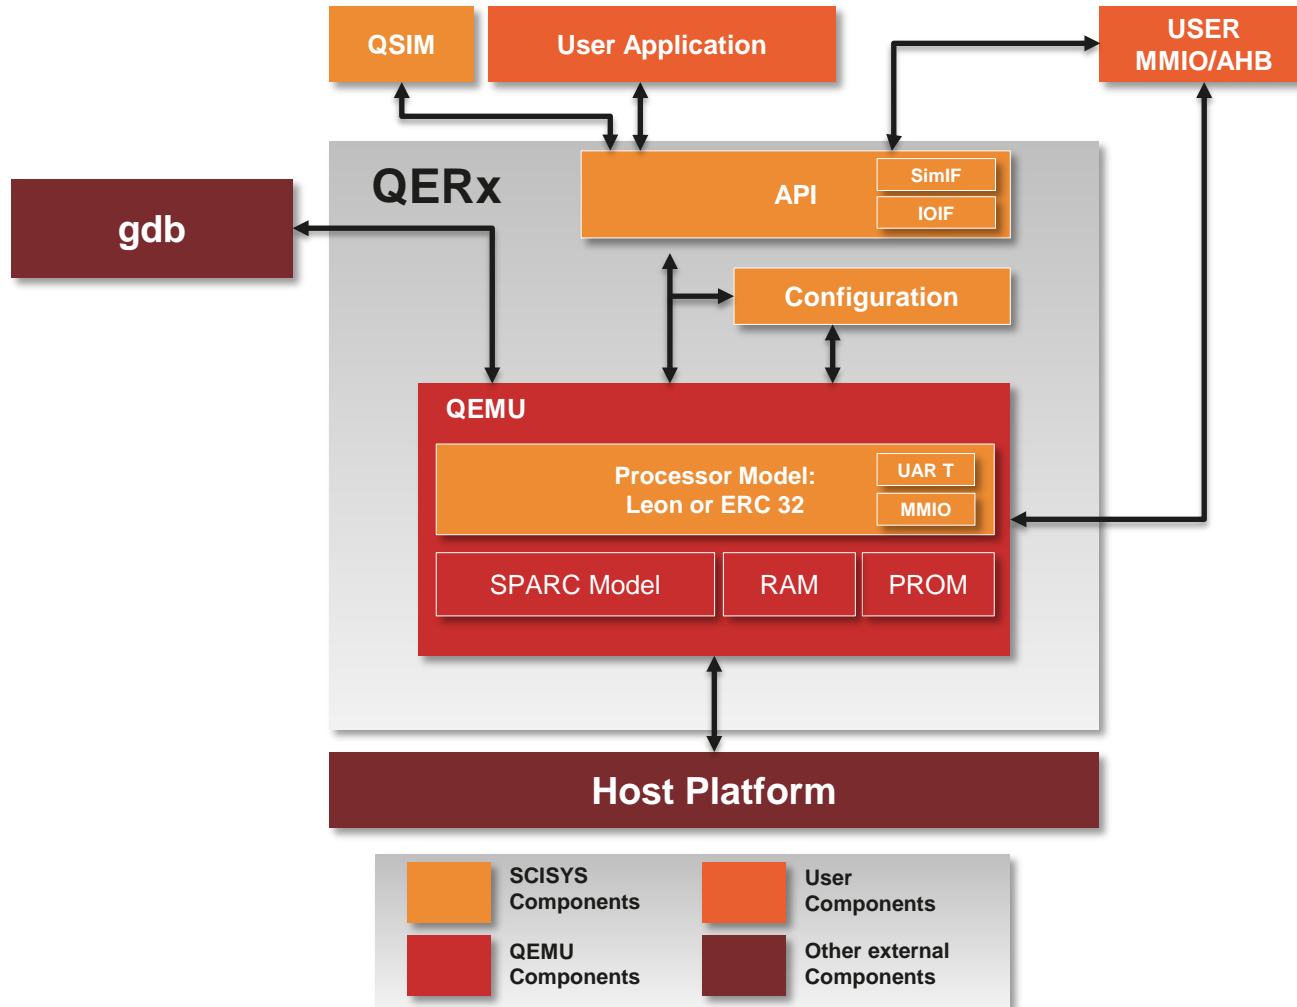 QSIM
User Application
USER
MMIO/AHB
QERx
API
SimIF
IOIF
gdb
Configuration
QEMU
Processor Model:
Leon or ERC 32
UAR T
MMIO
SPARC Model
RAM
PROM
Host Platform
SCISYS
Components
User
Components
QEMU
Components
Other external
Components